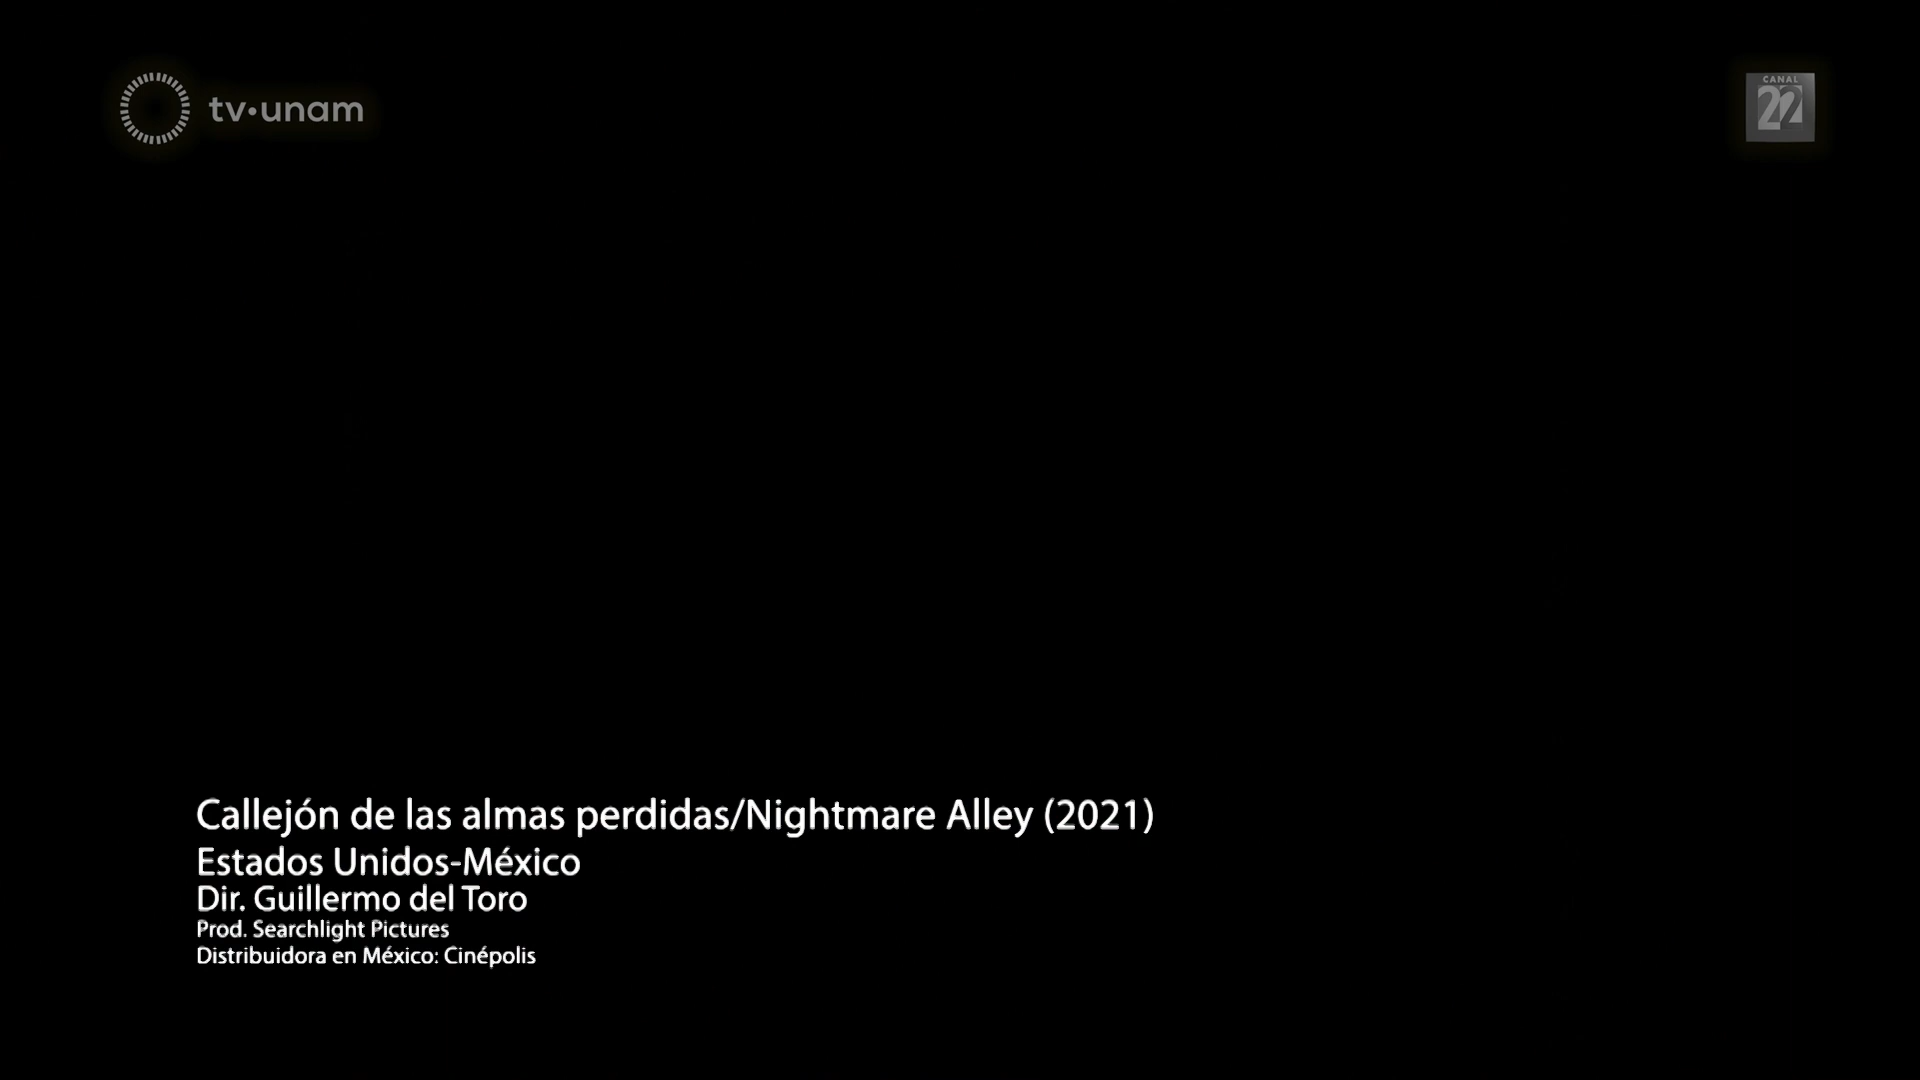 tv·unam
CANAL
22
Callejón de las almas perdidas/Nightmare Alley (2021)
Estados Unidos-México
Dir. Guillermo del Toro
Prod. Searchlight Pictures
Distribuidora en México: Cinépolis